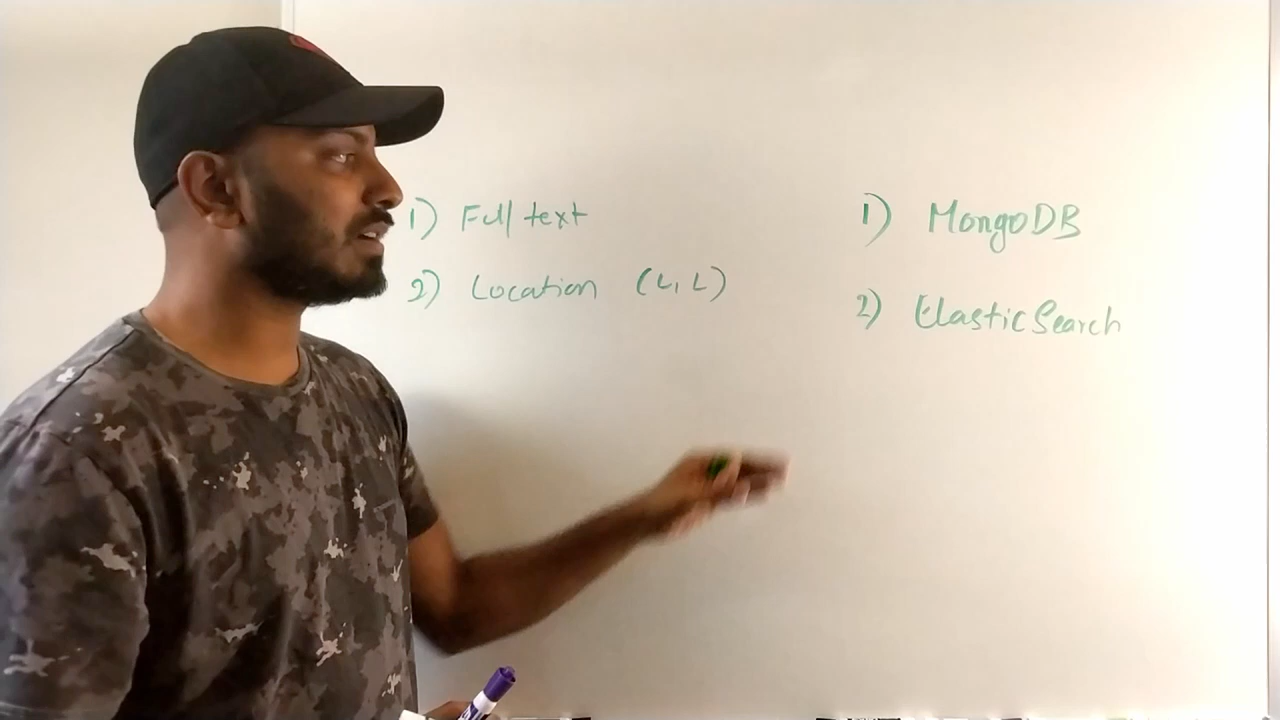 1) Full text
2) Location (L, L)
1) MongoDB
2) ElasticSearch